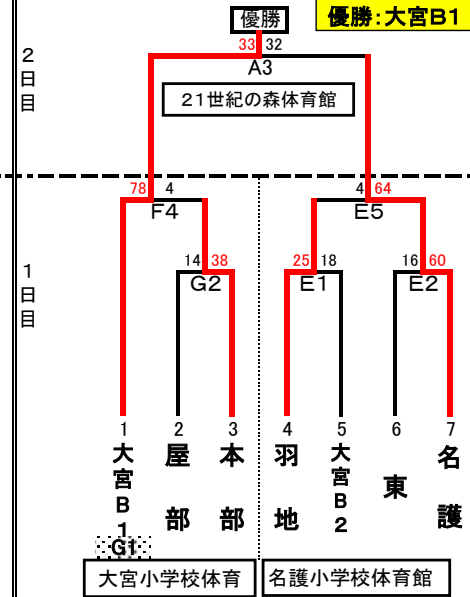 優勝
優勝：大宮B1
33 32
A3
2日目
21世紀の森体育館
78 4
F4
4 64
E5
1日目
14 38
G2
25 18
E1
16 60
E2
1 2 3 4 5 6 7
大宮B1
屋部
本部
羽地
大宮B2
東
名護
G1
大宮小学校体育
名護小学校体育館